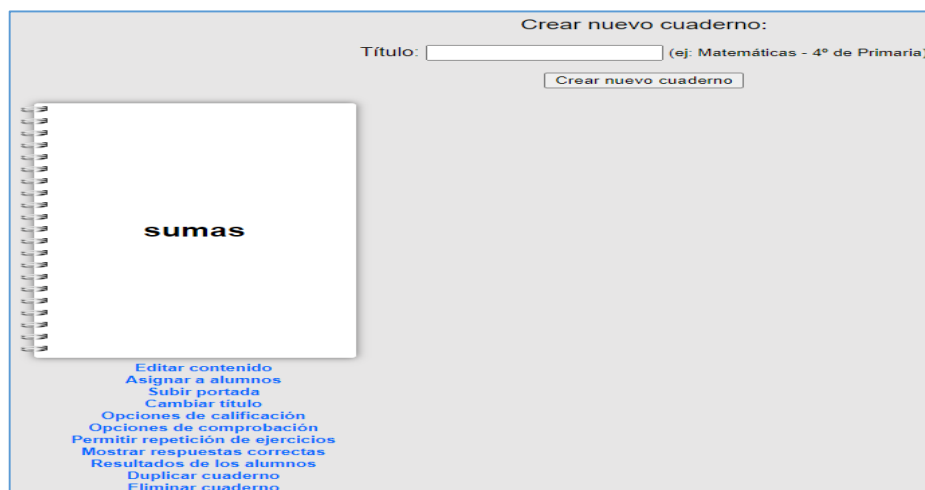 Crear nuevo cuaderno:
Título: (ej: Matemáticas - 4º de Primaria)
Crear nuevo cuaderno
sumas
Editar contenido
Asignar a alumnos
Subir portada
Cambiar título
Opciones de calificación
Opciones de comprobación
Permitir repetición de ejercicios
Mostrar respuestas correctas
Resultados de los alumnos
Duplicar cuaderno
Eliminar cuaderno